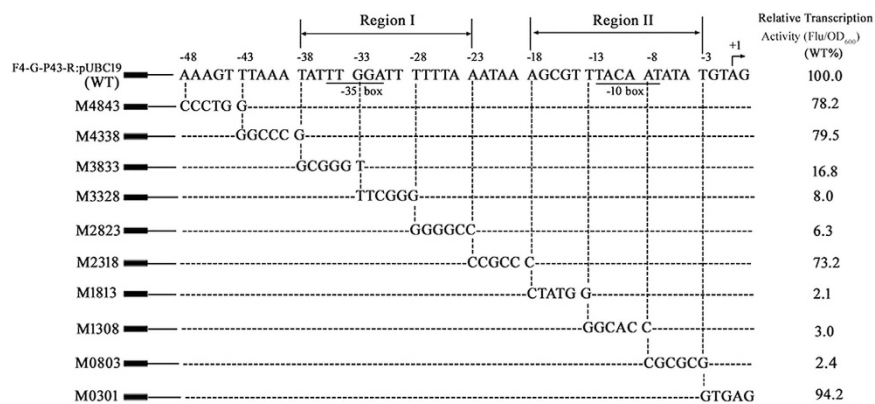 Region I Region II Relative Transcription
Activity (Flu/OD600)
(WT%)
-48 -43 -38 -33 -28 -23 -18 -13 -8 -3 +1
F4-G-P43-R:pUBC19
(WT) AAAGT TTAAA TATTT GGATT TTTTA AATAA AGCGT TTACA ATATA TGTAG 100.0
-35 box -10 box
M4843 CCCTG G 78.2
M4338 GGCCC G 79.5
M3833 GCGGG T 16.8
M3328 TTCGGG 8.0
M2823 GGGGCC 6.3
M2318 CCGCC C 73.2
M1813 CTATG G 2.1
M1308 GGCAC C 3.0
M0803 CGCGCG 2.4
M0301 GTGAG 94.2